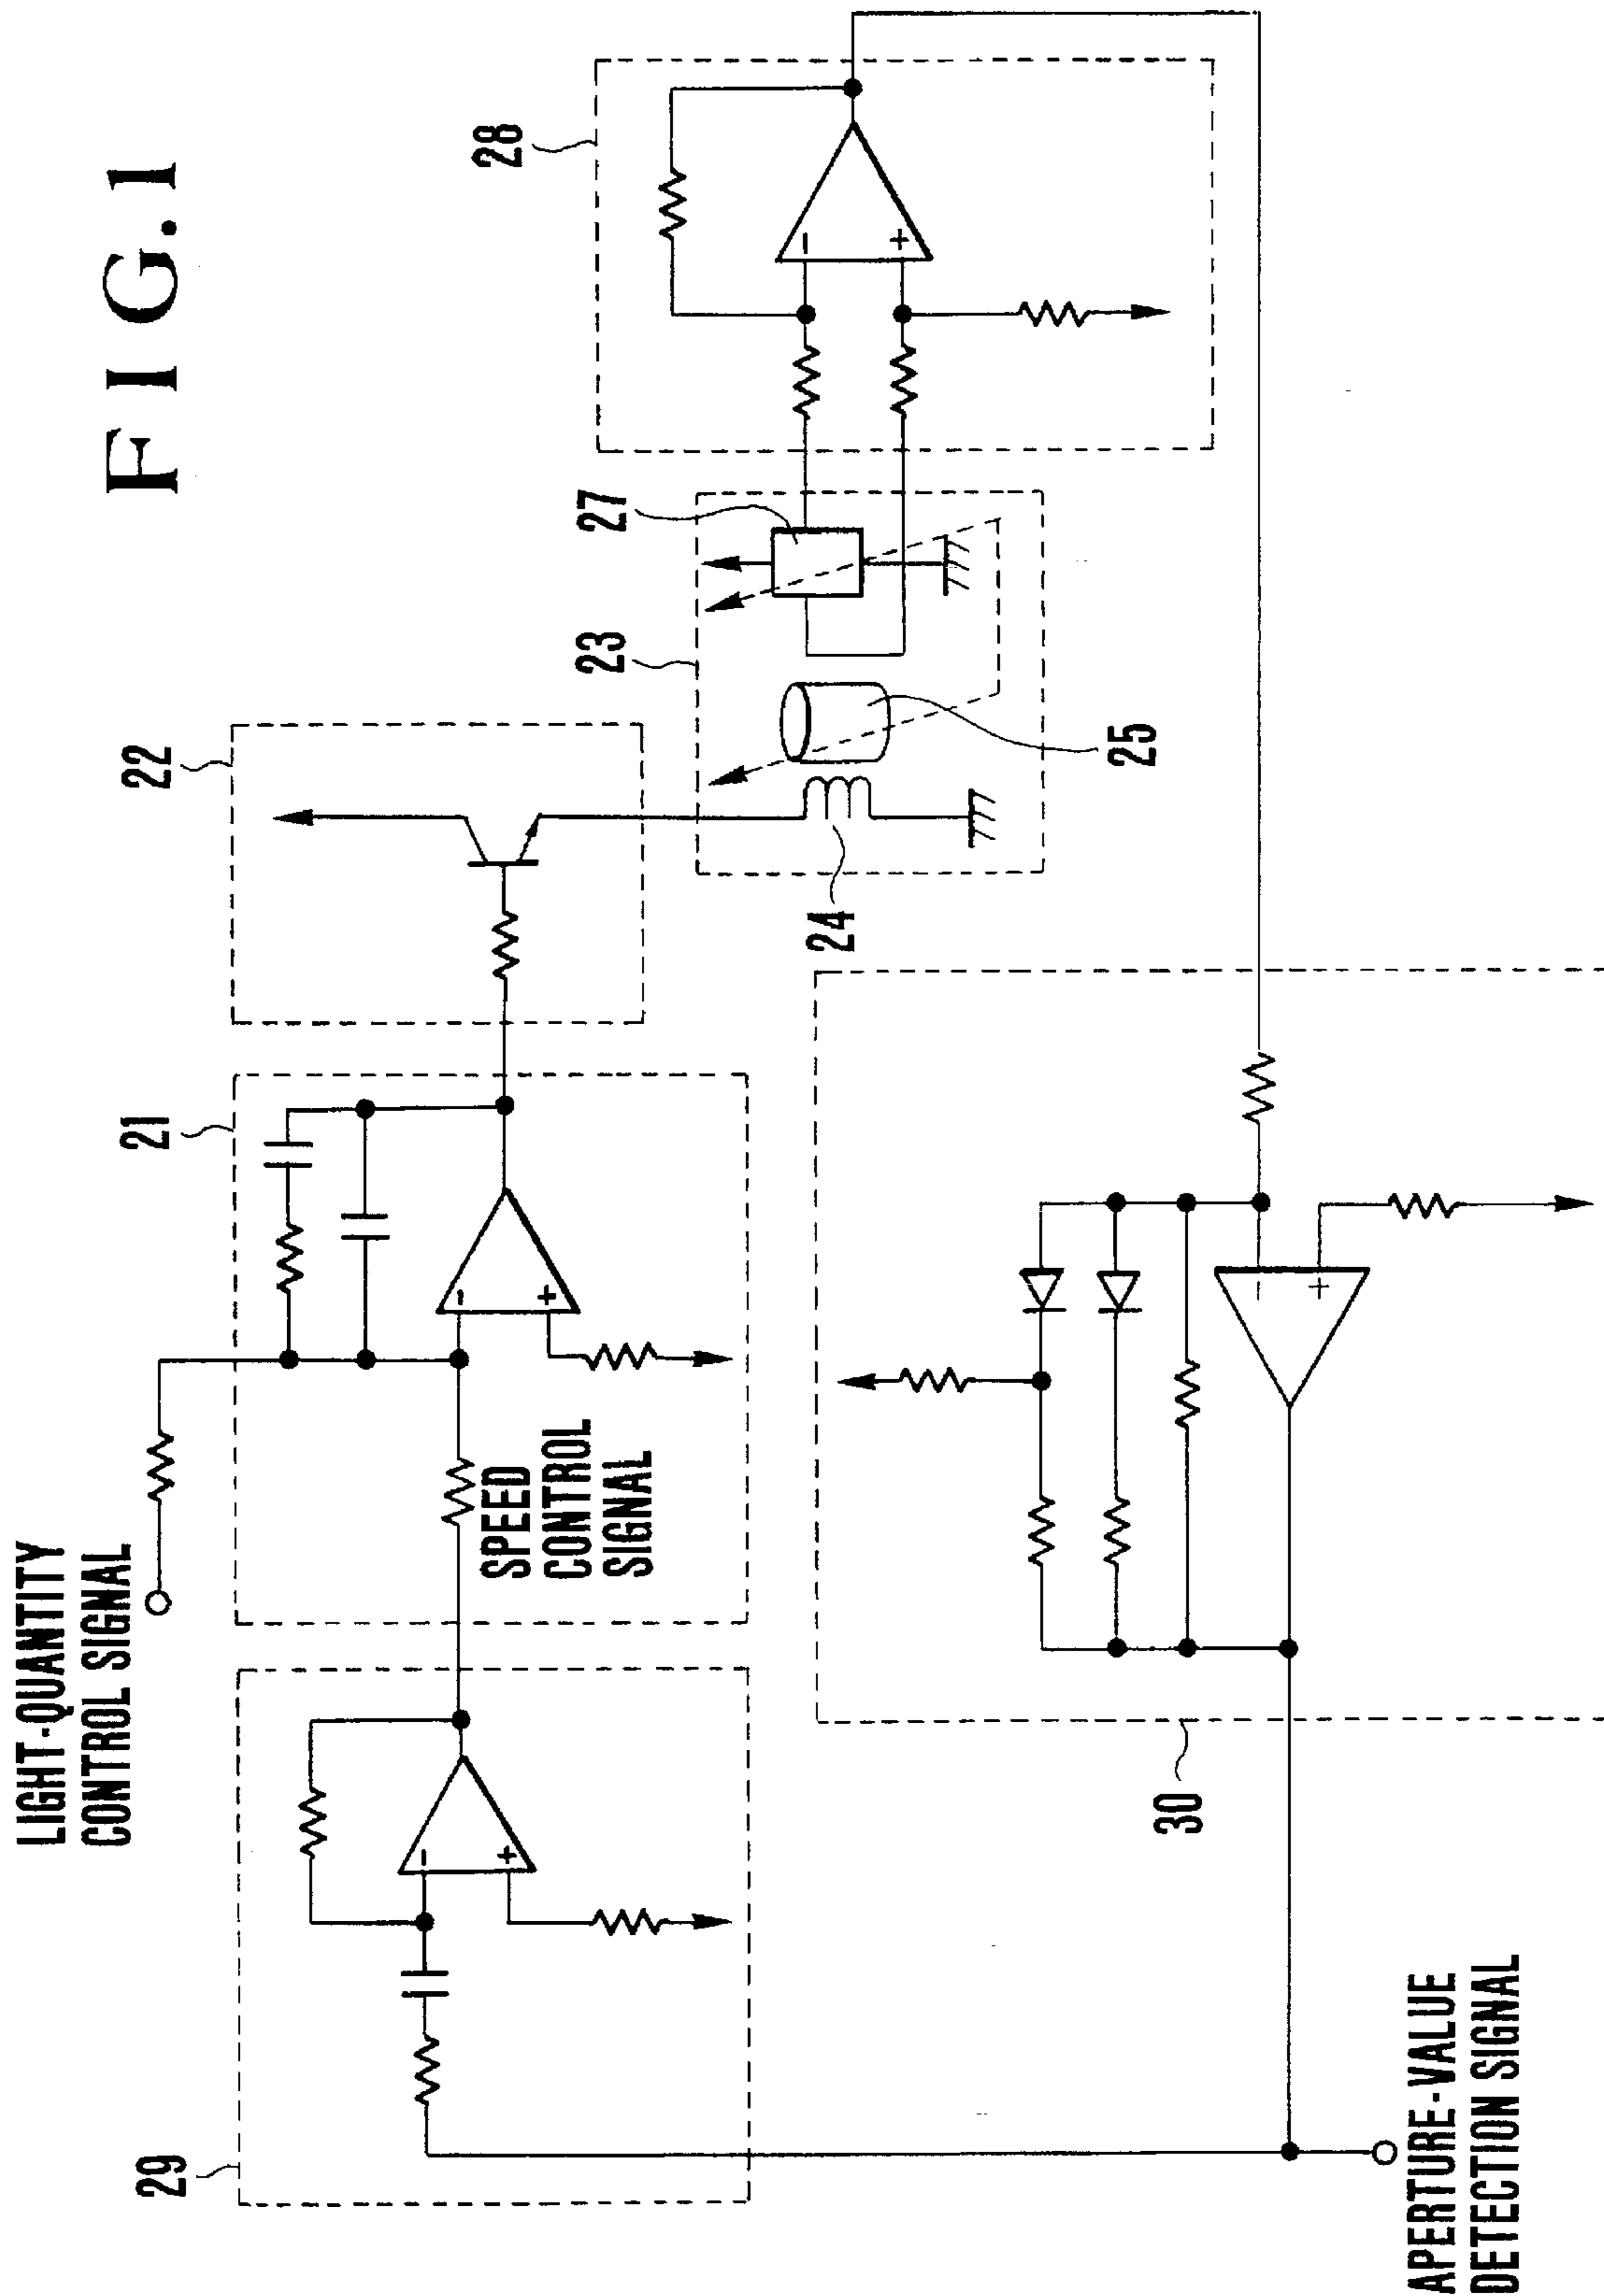 FIG.1
LIGHT-QUANTITY
CONTROL SIGNAL
29
21
22
SPEED
CONTROL
SIGNAL
23
24
25
27
28
30
APERTURE-VALUE
DETECTION SIGNAL